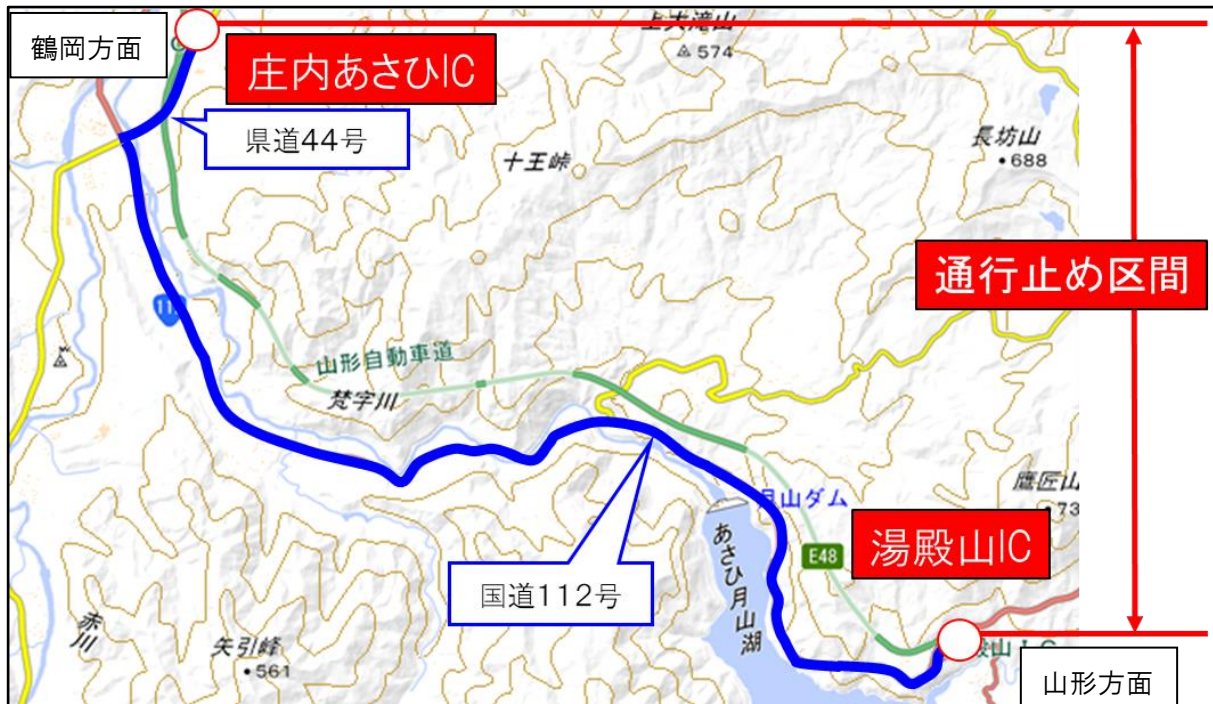 鶴岡方面
庄内あさひIC
上大滝山
574
県道44号
十王峠
長坊山
688
通行止め区間
山形自動車道
梵字川
鷹匠山
月山ダム
湯殿山IC
E48
あさひ月山湖
国道112号
赤川
矢引峰
561
山形方面